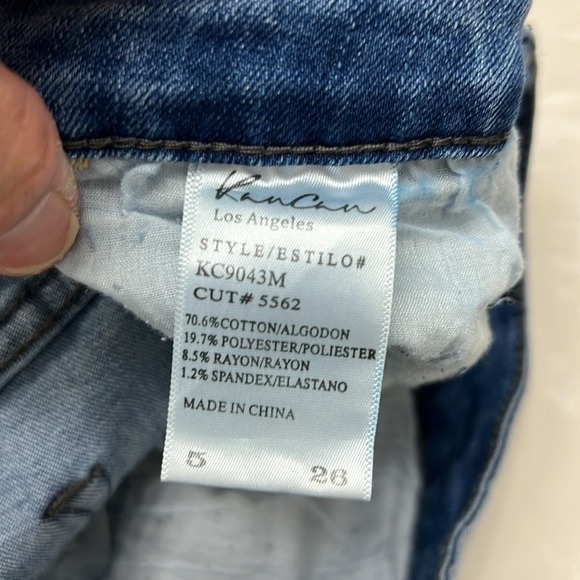 KanCan
Los Angeles
STYLE/ESTILO#
KC9043M
CUT# 5562
70.6%COTTON/ALGODON
19.7% POLYESTER/POLIESTER
8.5% RAYON/RAYON
1.2% SPANDEX/ELASTANO
MADE IN CHINA
5 26